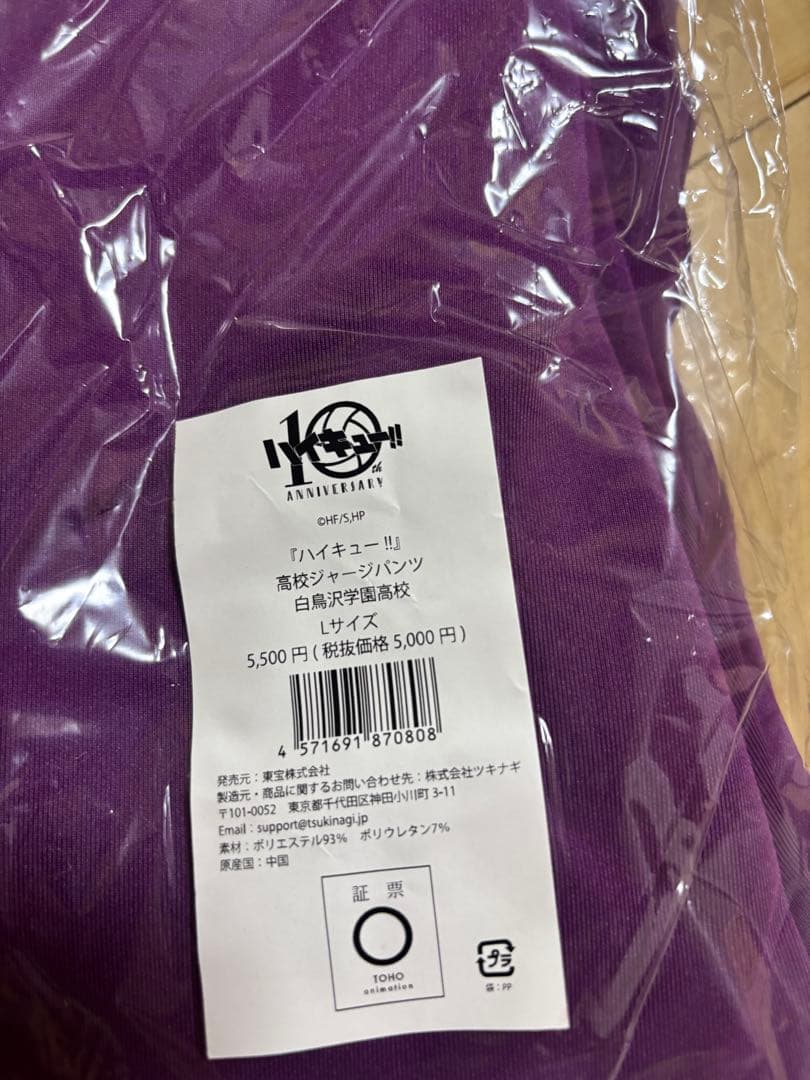 ハイキュー!!
10th
ANNIVERSARY
©HF/S,HP
『ハイキュー!!』
高校ジャージパンツ
白鳥沢学園高校
Lサイズ
5,500 円 ( 税抜価格 5,000 円 )
4 571691 870808
発売元：東宝株式会社
製造元・商品に関するお問い合わせ先：株式会社ツキナギ
〒101-0052　東京都千代田区神田小川町 3-11
Email：support@tsukinagi.jp
素材：ポリエステル93%　ポリウレタン7%
原産国：中国
証 票
TOHO
animation
プラ
袋：PP